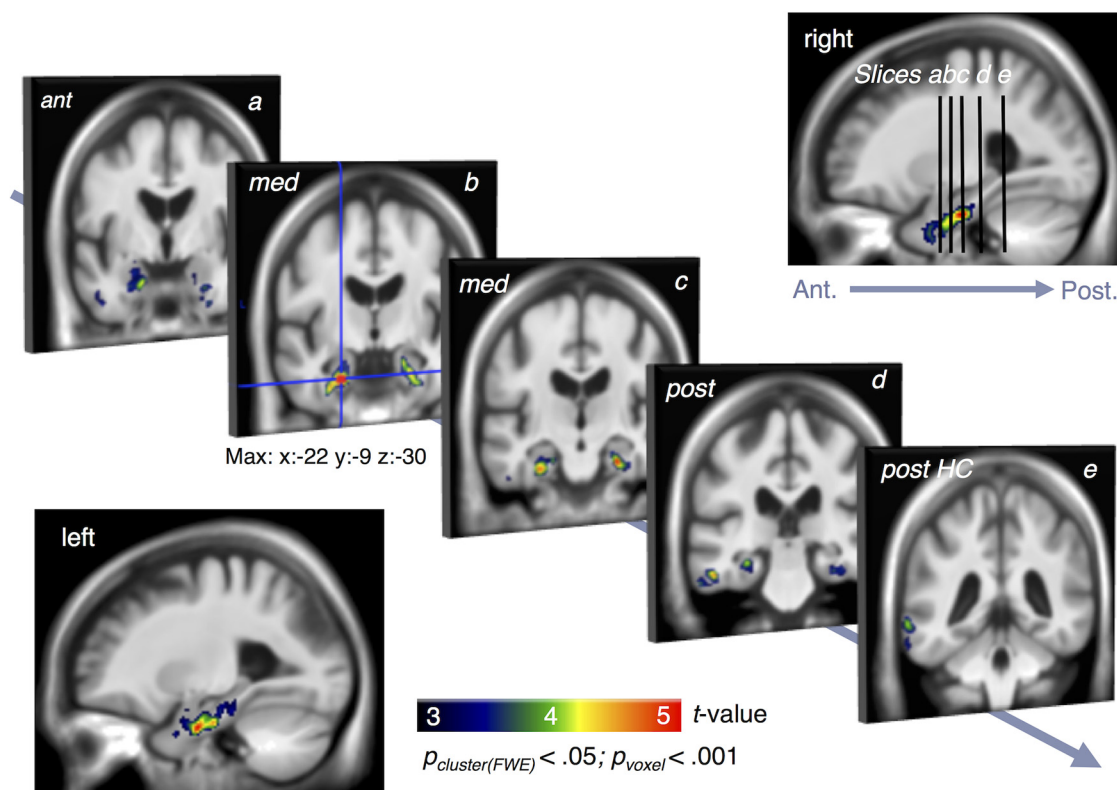 right
Slices abc d e
Ant. Post.
ant a
med b
Max: x:-22 y:-9 z:-30
med c
post d
post HC e
left
3 4 5 t-value
pcluster(FWE) < .05; pvoxel < .001